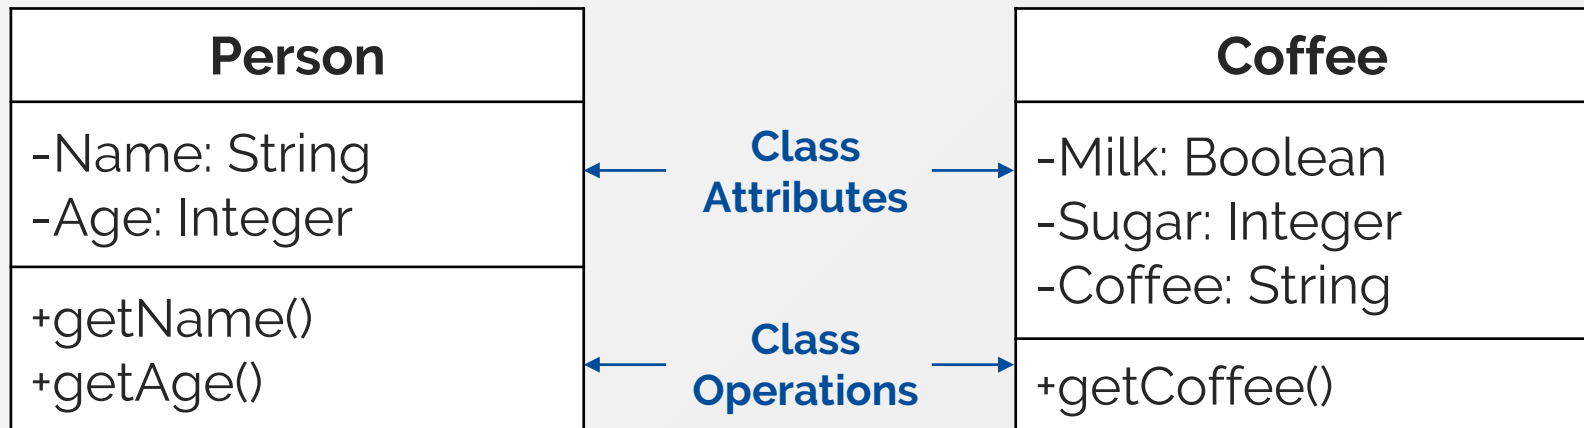 Person
-Name: String
-Age: Integer
+getName()
+getAge()
Class
Attributes
Class
Operations
Coffee
-Milk: Boolean
-Sugar: Integer
-Coffee: String
+getCoffee()